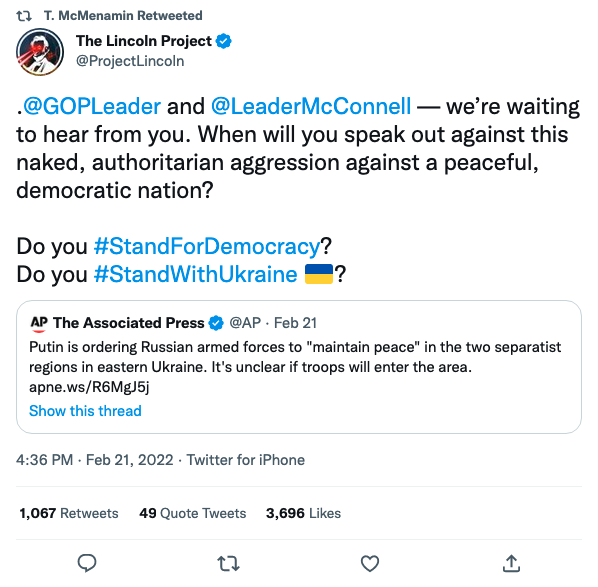 T. McMenamin Retweeted
The Lincoln Project
@ProjectLincoln
.@GOPLeader and @LeaderMcConnell — we’re waiting
to hear from you. When will you speak out against this
naked, authoritarian aggression against a peaceful,
democratic nation?
Do you #StandForDemocracy?
Do you #StandWithUkraine 🇺🇦?
AP The Associated Press @AP · Feb 21
Putin is ordering Russian armed forces to "maintain peace" in the two separatist
regions in eastern Ukraine. It's unclear if troops will enter the area.
apne.ws/R6MgJ5j
Show this thread
4:36 PM · Feb 21, 2022 · Twitter for iPhone
1,067 Retweets 49 Quote Tweets 3,696 Likes